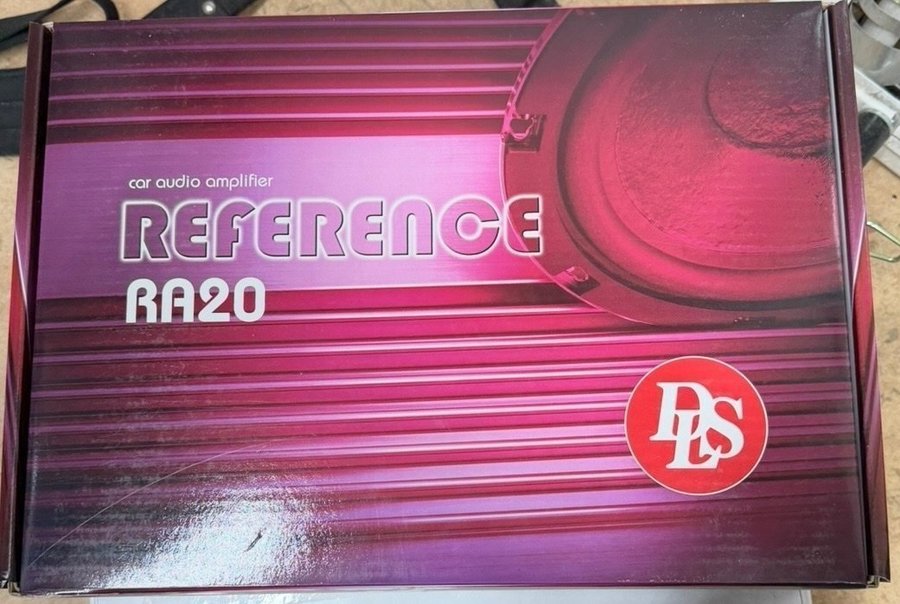 car audio amplifier
REFERENCE
RA20
DLS